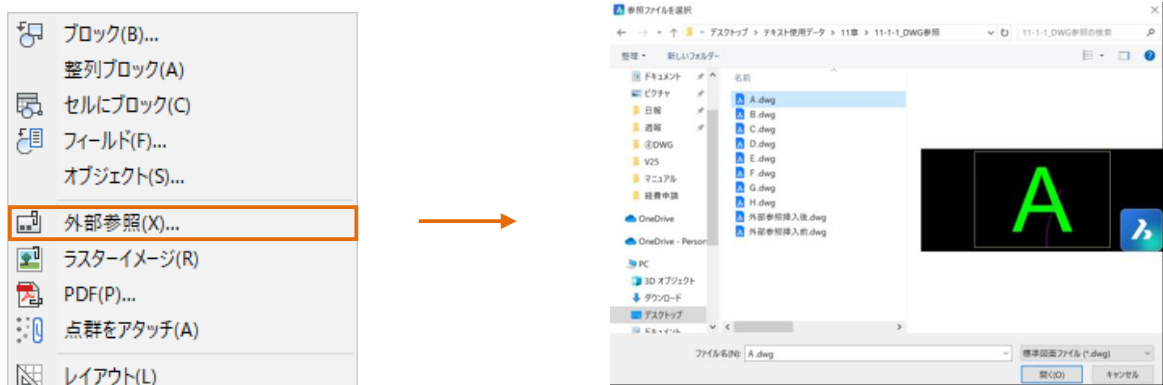 ブロック(B)...
整列ブロック(A)
セルにブロック(C)
フィールド(F)...
オブジェクト(S)...
外部参照(X)...
ラスターイメージ(R)
PDF(P)...
点群をアタッチ(A)
レイアウト(L)
参照ファイルを選択
デスクトップ › テキスト使用データ › 11章 › 11-1-1_DWG参照
11-1-1_DWG参照の検索
整理 新しいフォルダー
ドキュメント
ピクチャ
日報
週報
④DWG
V25
マニュアル
経費申請
OneDrive
OneDrive - Person
PC
3D オブジェクト
ダウンロード
デスクトップ
ドキュメント
名前
A.dwg
B.dwg
C.dwg
D.dwg
E.dwg
F.dwg
G.dwg
H.dwg
外部参照挿入後.dwg
外部参照挿入前.dwg
A
ファイル名(N): A.dwg
標準図面ファイル (*.dwg)
開く(O) キャンセル